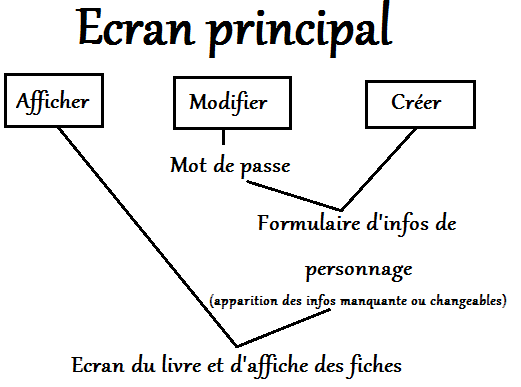 Ecran principal
Afficher
Modifier
Créer
Mot de passe
Formulaire d'infos de
personnage
(apparition des infos manquante ou changeables)
Ecran du livre et d'affiche des fiches